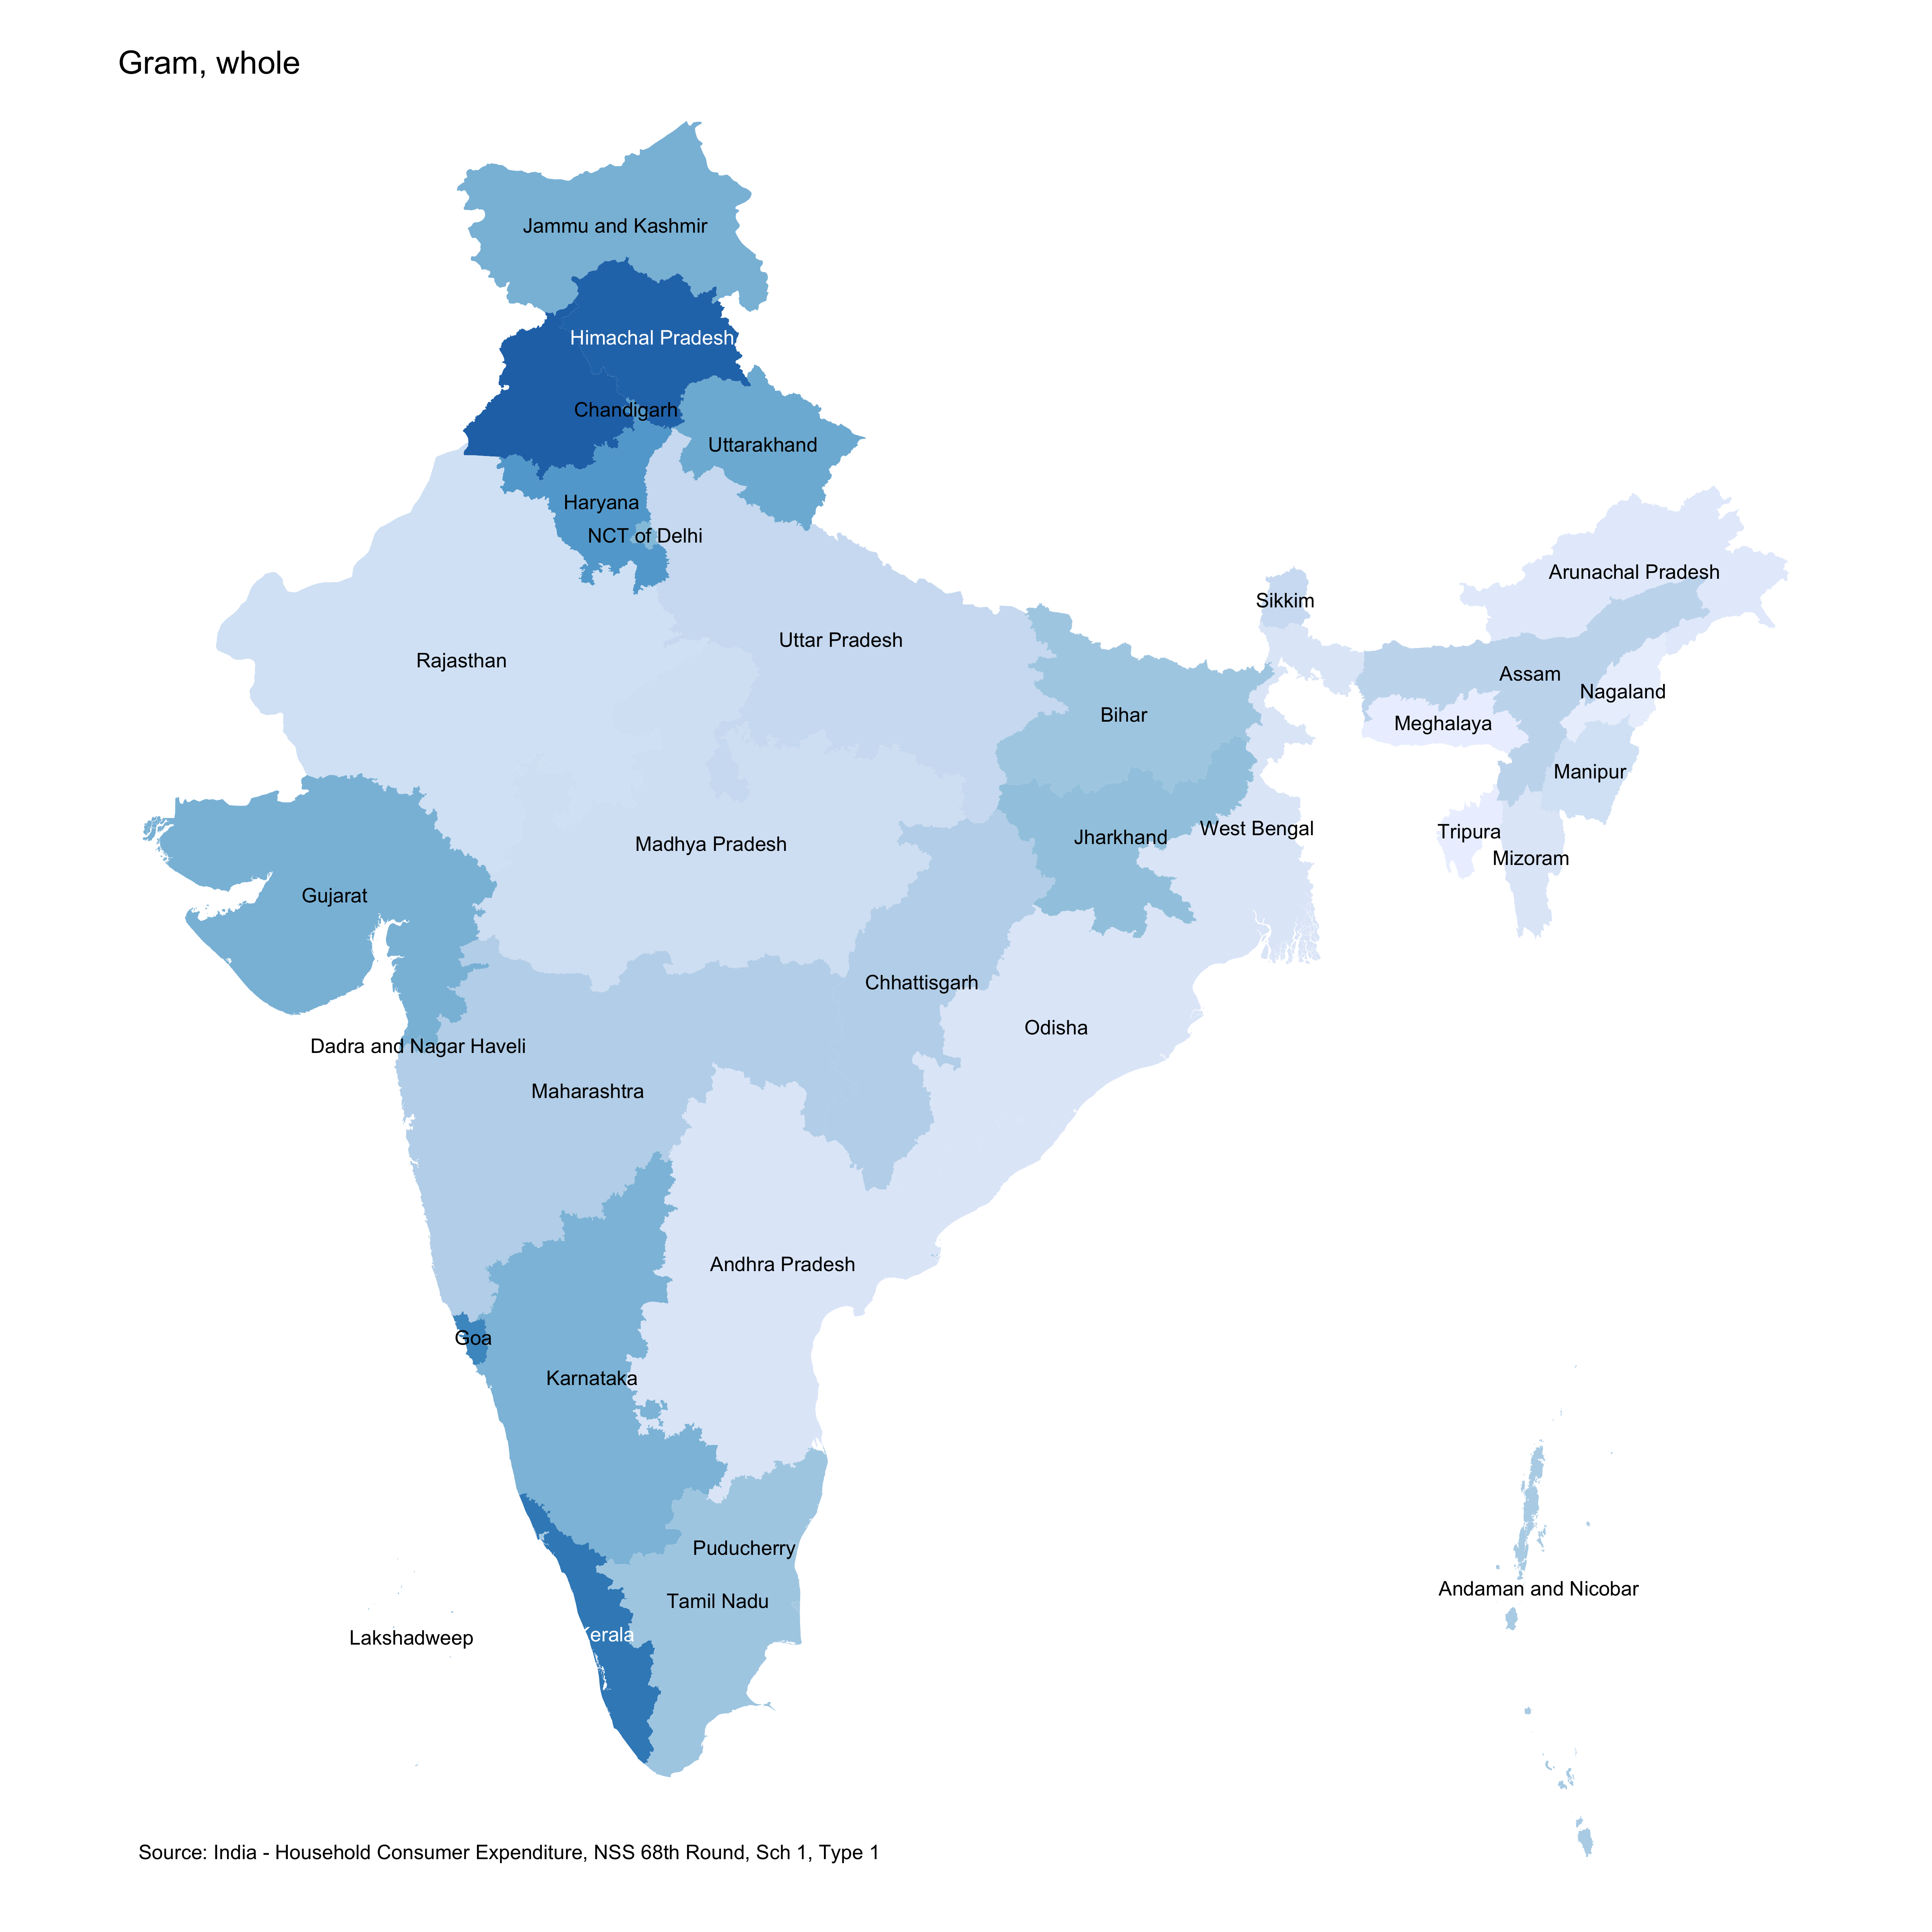 Gram, whole
Jammu and Kashmir
Himachal Pradesh
Chandigarh
Uttarakhand
Haryana
NCT of Delhi
Arunachal Pradesh
Sikkim
Uttar Pradesh
Rajasthan
Assam
Nagaland
Bihar
Meghalaya
Manipur
West Bengal
Tripura
Jharkhand
Madhya Pradesh
Mizoram
Gujarat
Chhattisgarh
Odisha
Dadra and Nagar Haveli
Maharashtra
Andhra Pradesh
Goa
Karnataka
Puducherry
Andaman and Nicobar
Tamil Nadu
Kerala
Lakshadweep
Source: India - Household Consumer Expenditure, NSS 68th Round, Sch 1, Type 1